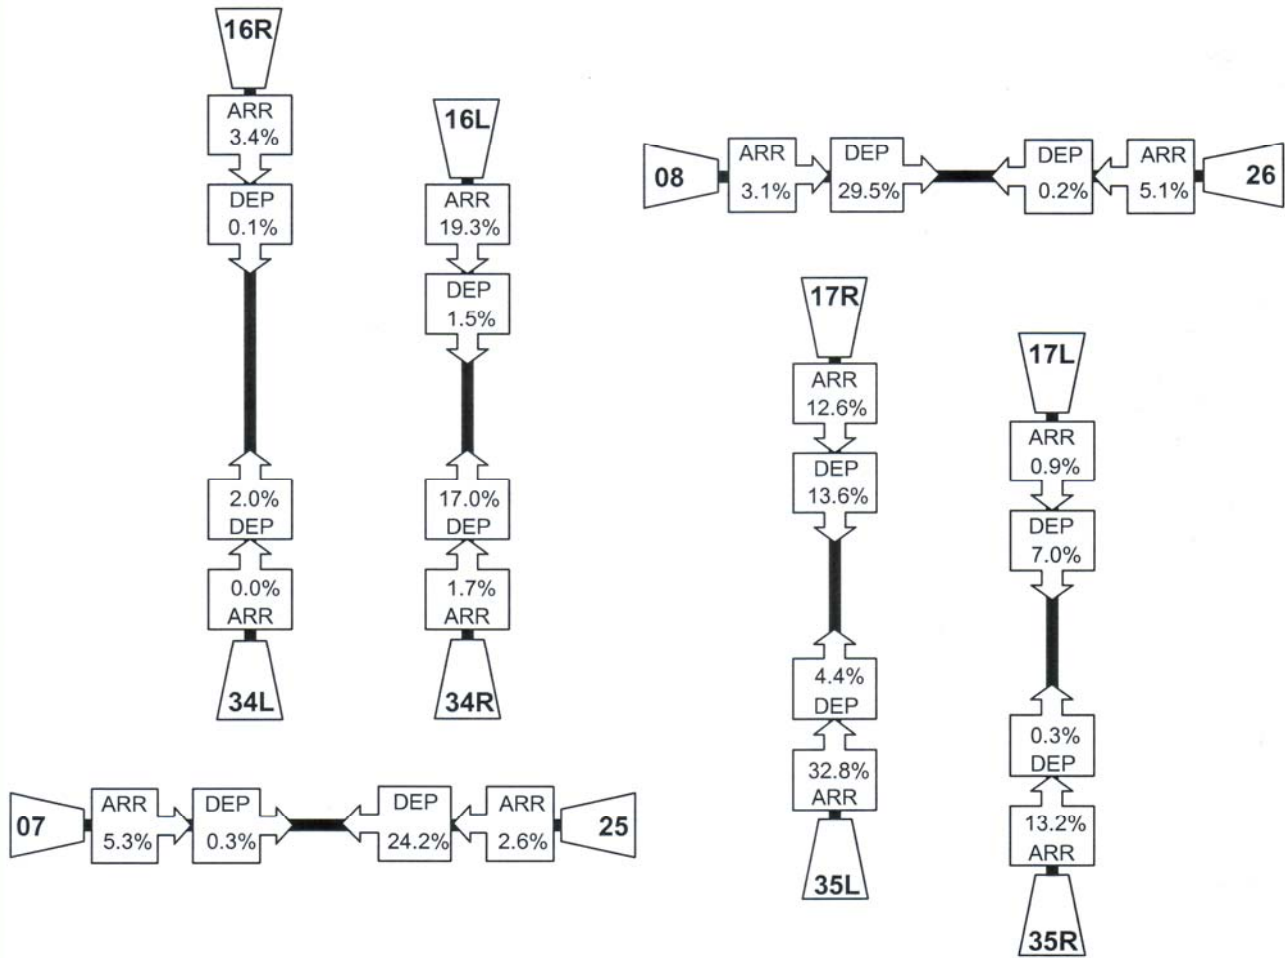 16R
ARR
3.4%
DEP
0.1%
2.0%
DEP
0.0%
ARR
34L
16L
ARR
19.3%
DEP
1.5%
17.0%
DEP
1.7%
ARR
34R
08
ARR
3.1%
DEP
29.5%
DEP
0.2%
ARR
5.1%
26
17R
ARR
12.6%
DEP
13.6%
4.4%
DEP
32.8%
ARR
35L
17L
ARR
0.9%
DEP
7.0%
0.3%
DEP
13.2%
ARR
35R
07
ARR
5.3%
DEP
0.3%
DEP
24.2%
ARR
2.6%
25